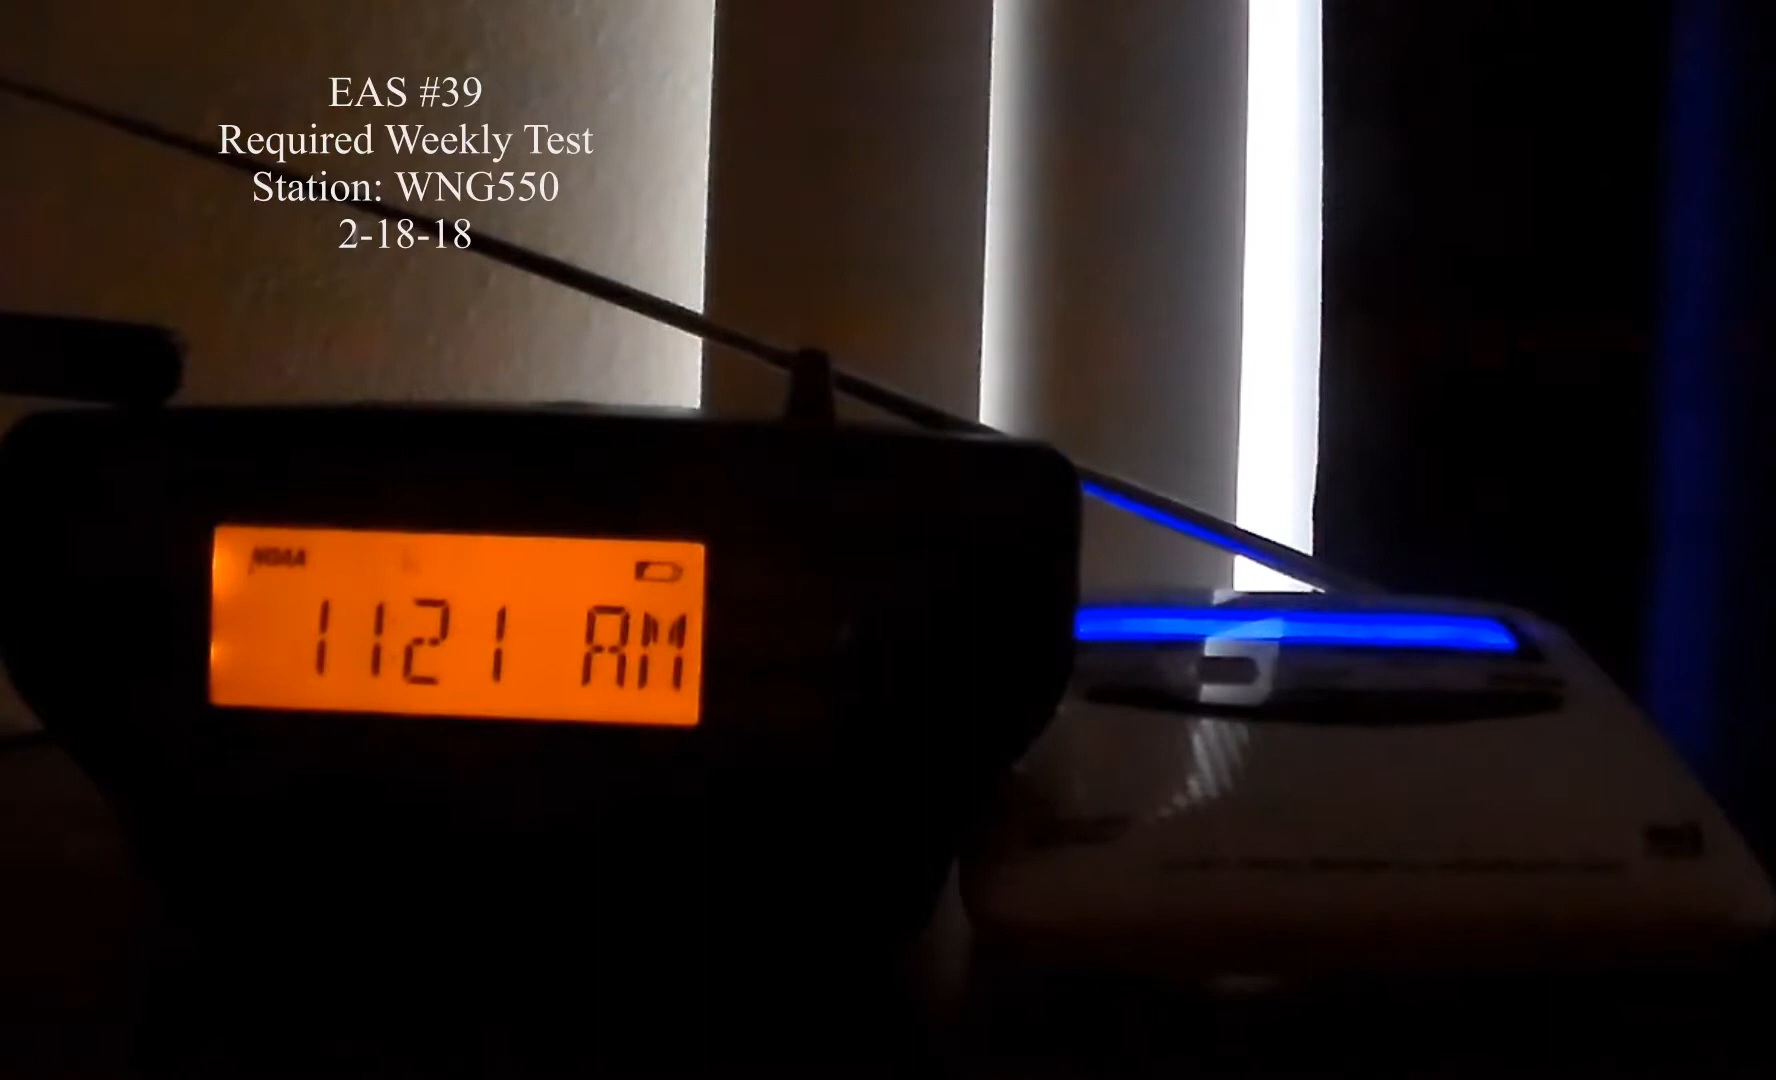 EAS #39
Required Weekly Test
Station: WNG550
2-18-18
NOAA
1121 AM